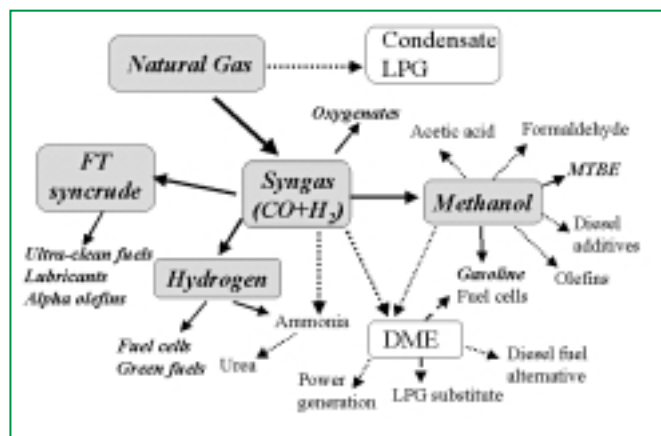 Condensate
LPG
Natural Gas
Oxygenates
Acetic acid
Formaldehyde
FT
syncrude
Syngas
(CO+H₂)
Methanol
MTBE
Diesel
additives
Olefins
Ultra-clean fuels
Lubricants
Alpha olefins
Hydrogen
Gasoline
Fuel cells
Ammonia
DME
Fuel cells
Green fuels
Urea
Power
generation
LPG substitute
Diesel fuel
alternative